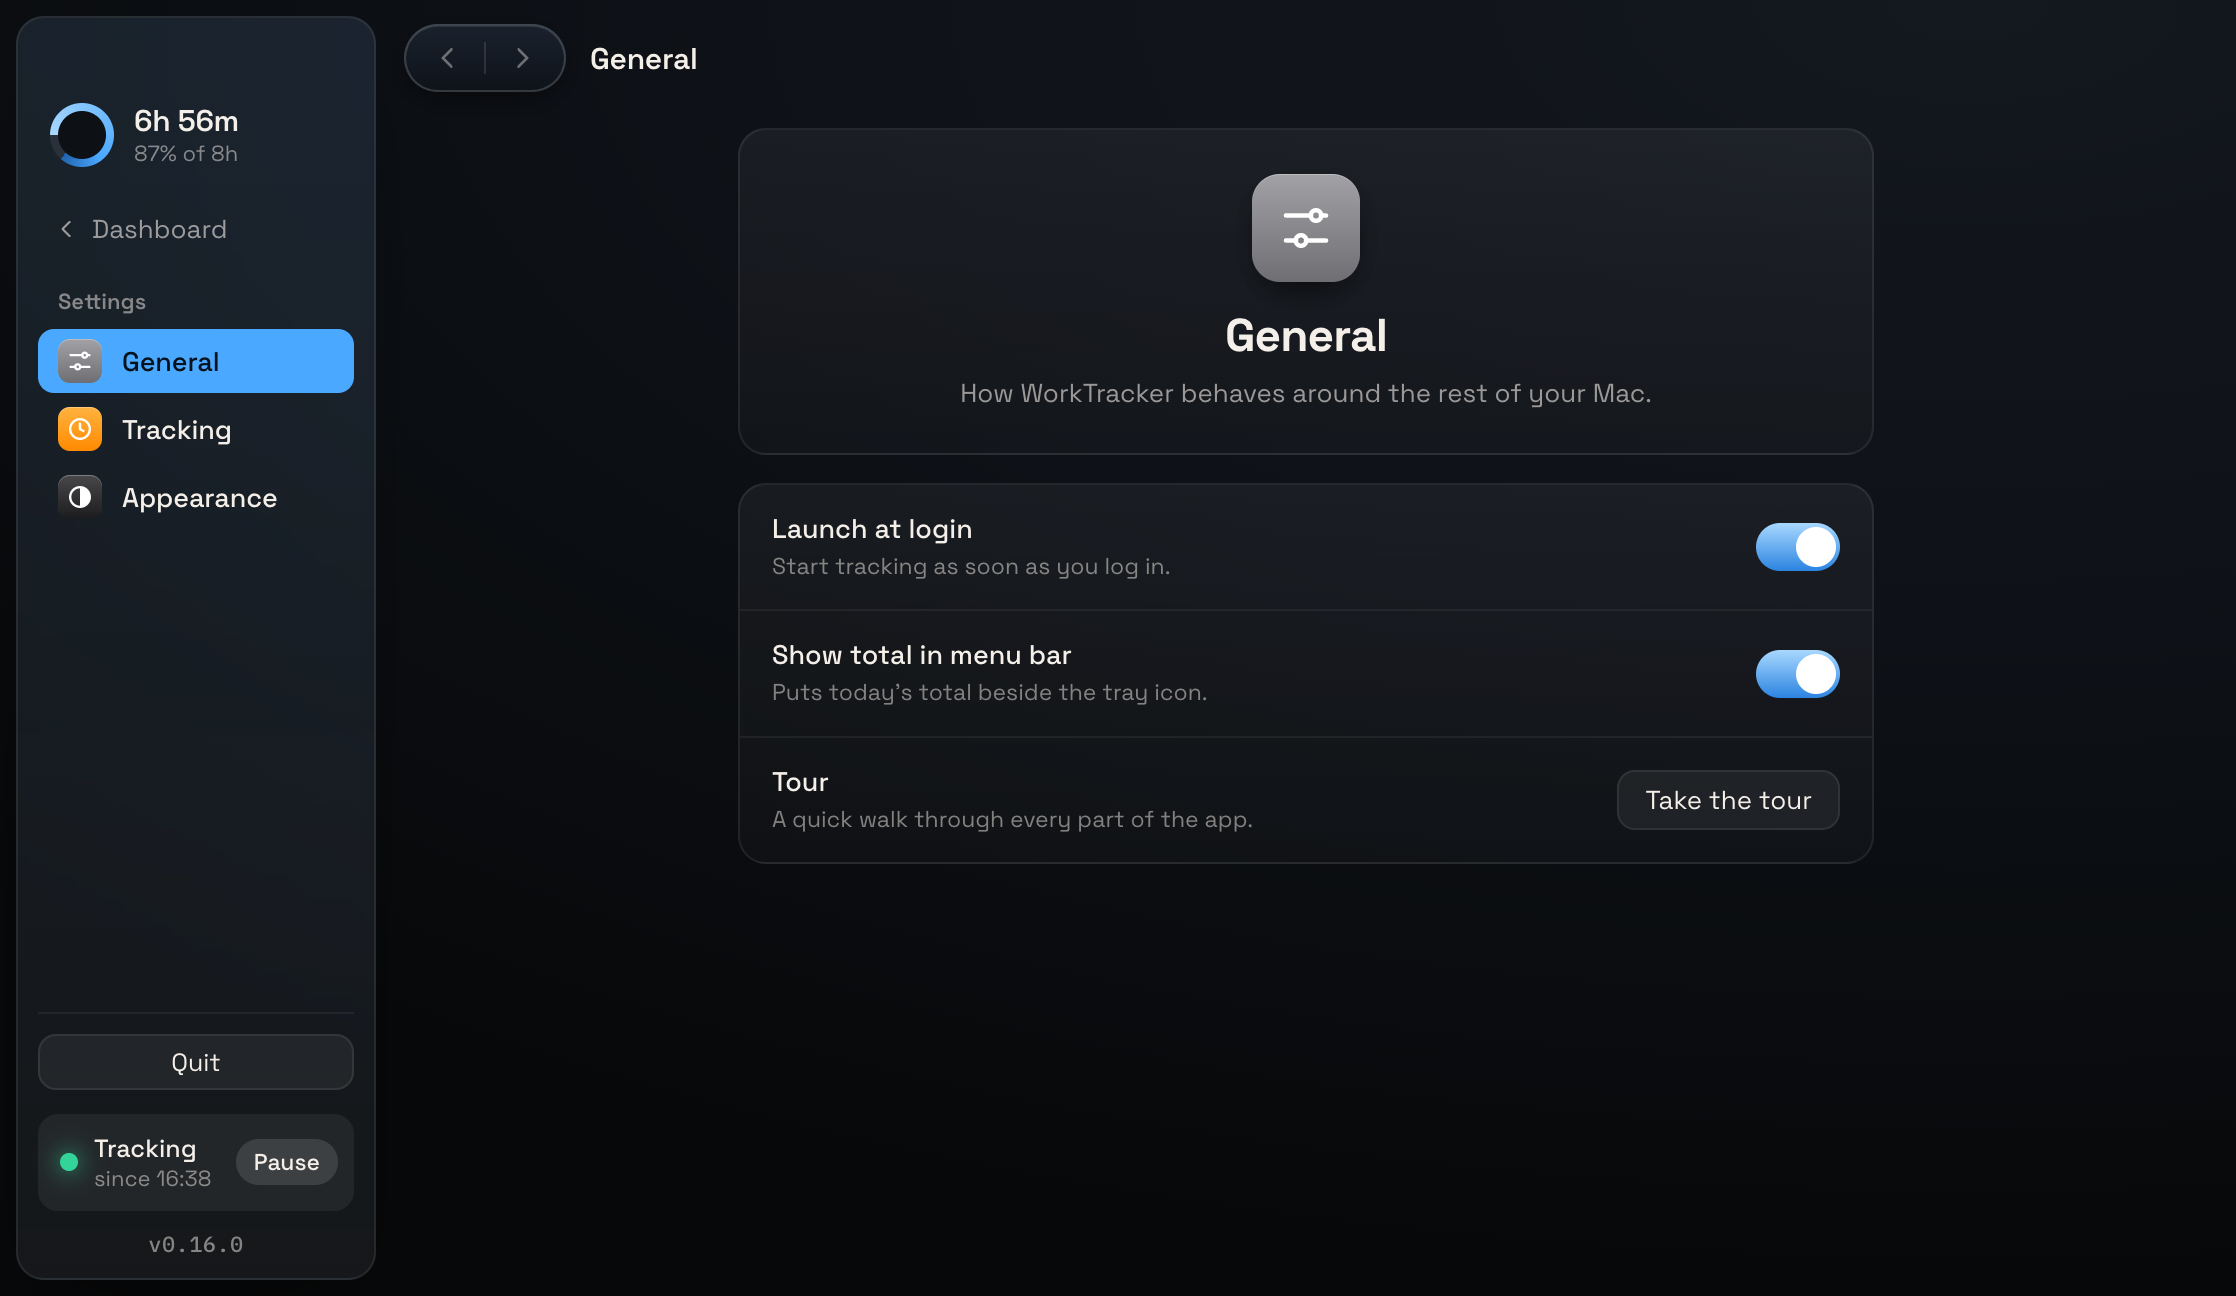 6h 56m
87% of 8h
Dashboard
Settings
General
Tracking
Appearance
Quit
Tracking
since 16:38
Pause
v0.16.0
General
General
How WorkTracker behaves around the rest of your Mac.
Launch at login
Start tracking as soon as you log in.
Show total in menu bar
Puts today’s total beside the tray icon.
Tour
A quick walk through every part of the app.
Take the tour